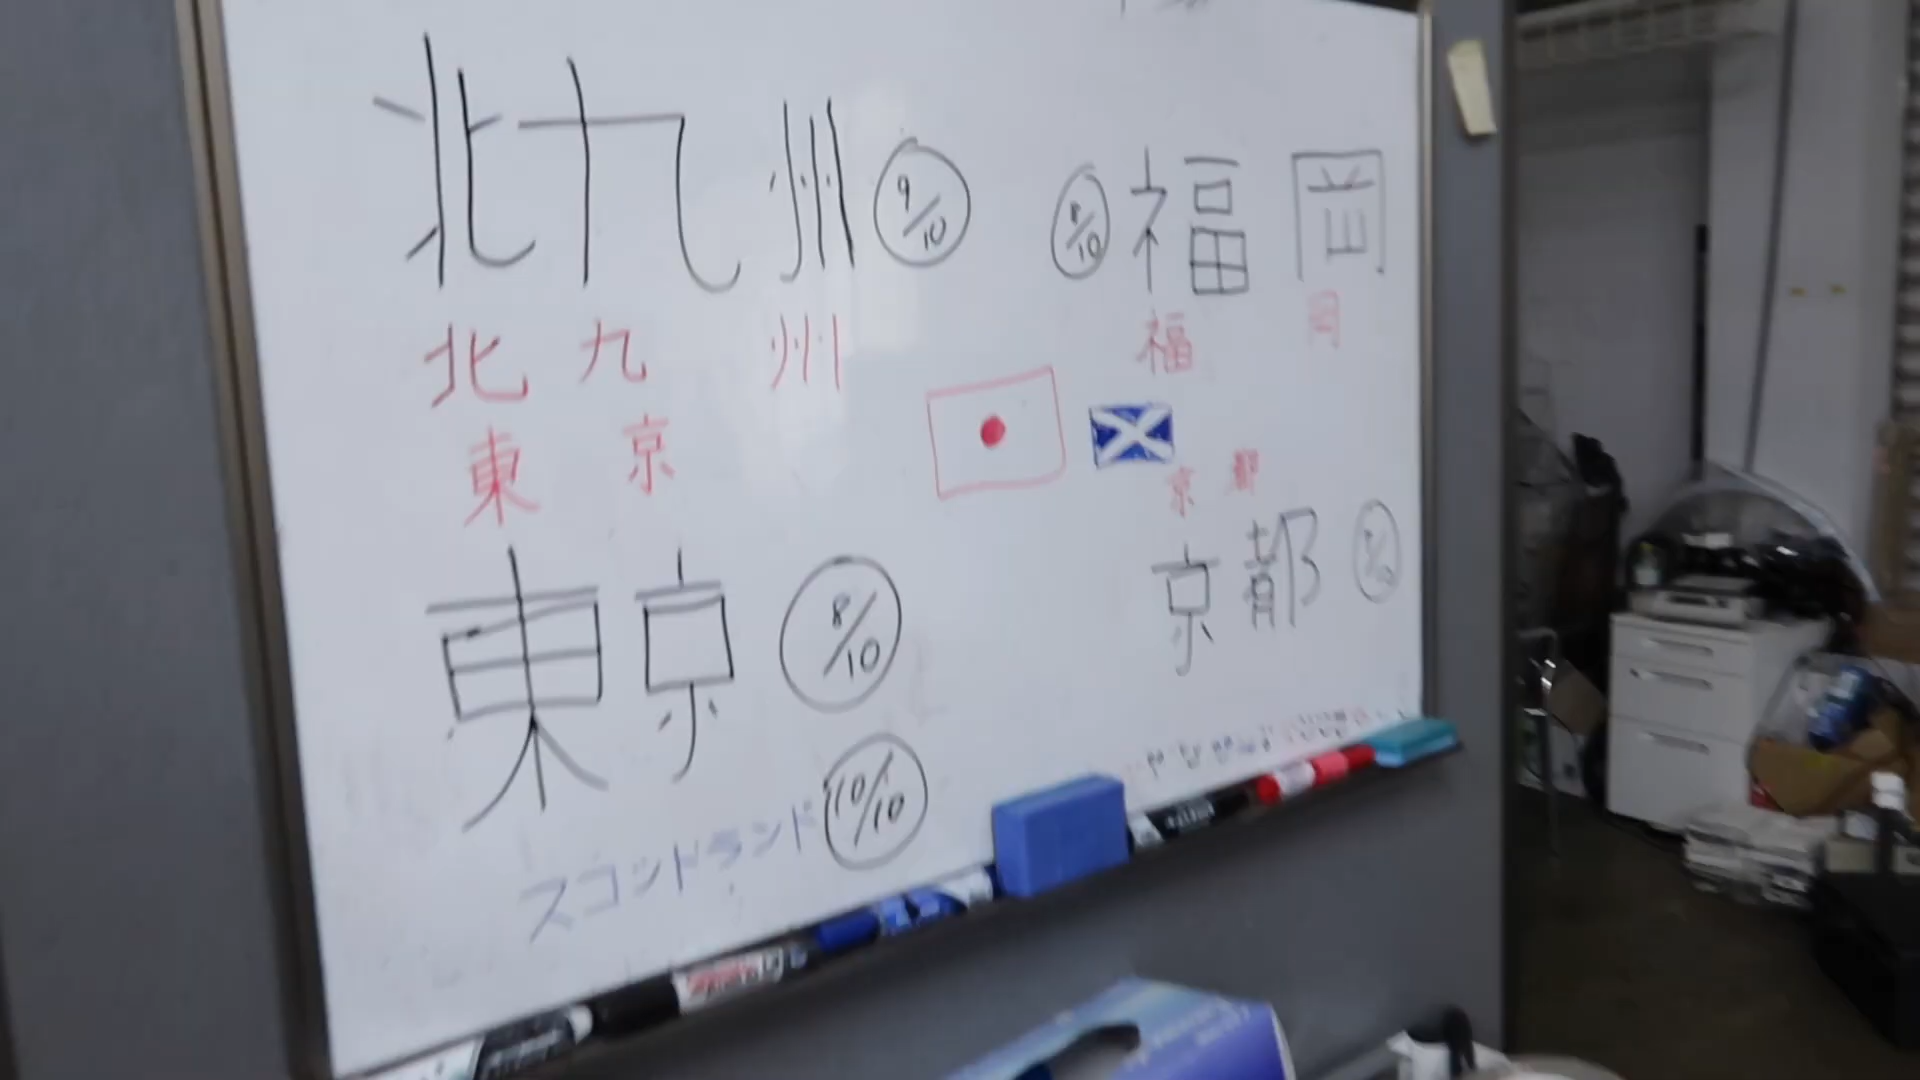 北九州 9/10
8/10 福岡
北九州
福岡
東京
京都
東京 8/10
京都
スコットランド 10/10